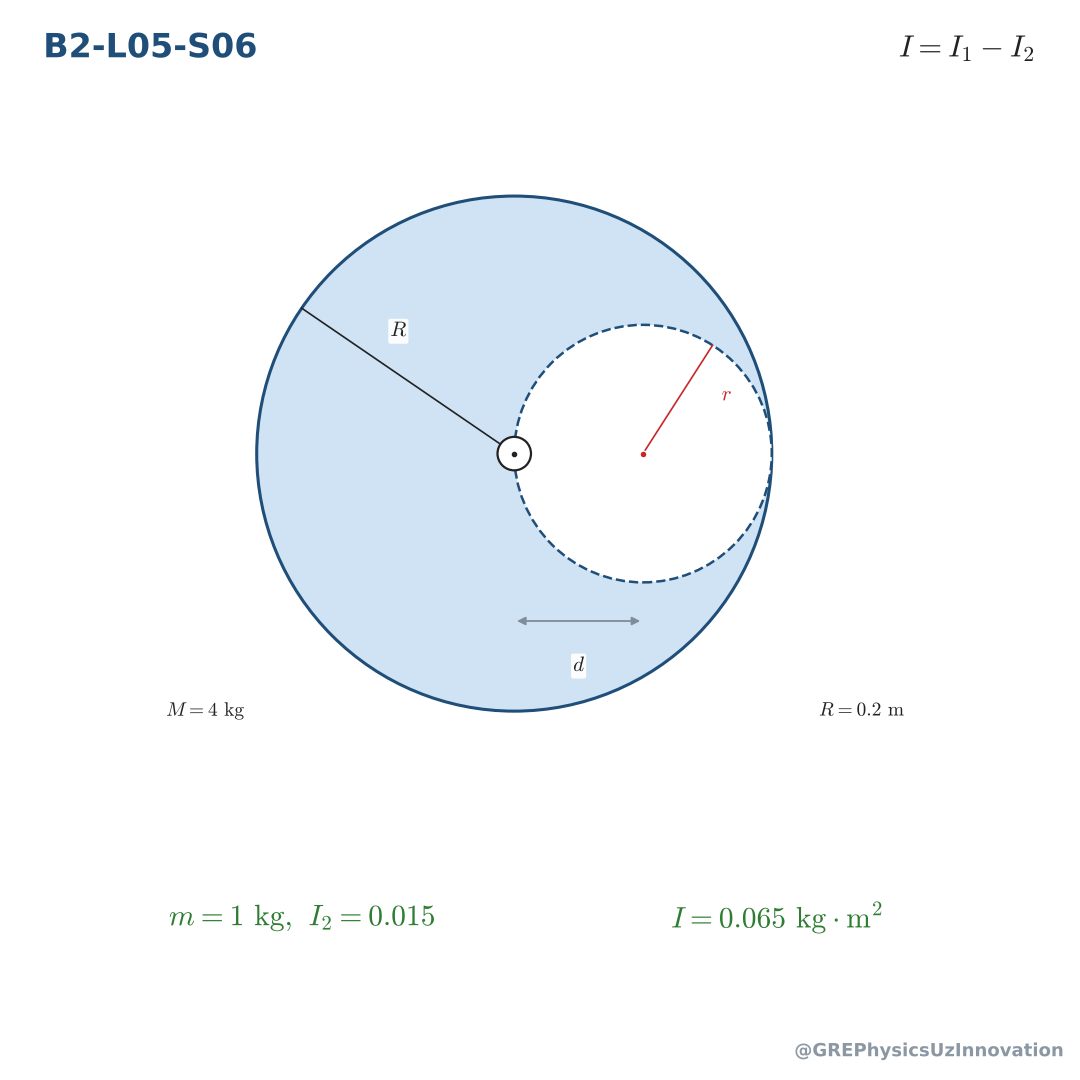 B2-L05-S06
I = I₁ − I₂
R
r
d
M = 4 kg
R = 0.2 m
m = 1 kg, I₂ = 0.015
I = 0.065 kg · m²
@GREPhysicsUzInnovation